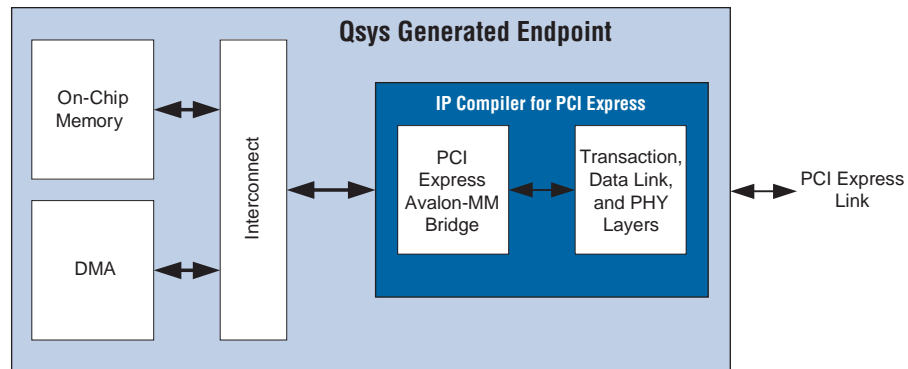 Qsys Generated Endpoint
On-Chip
Memory
DMA
Interconnect
IP Compiler for PCI Express
PCI
Express
Avalon-MM
Bridge
Transaction,
Data Link,
and PHY
Layers
PCI Express
Link